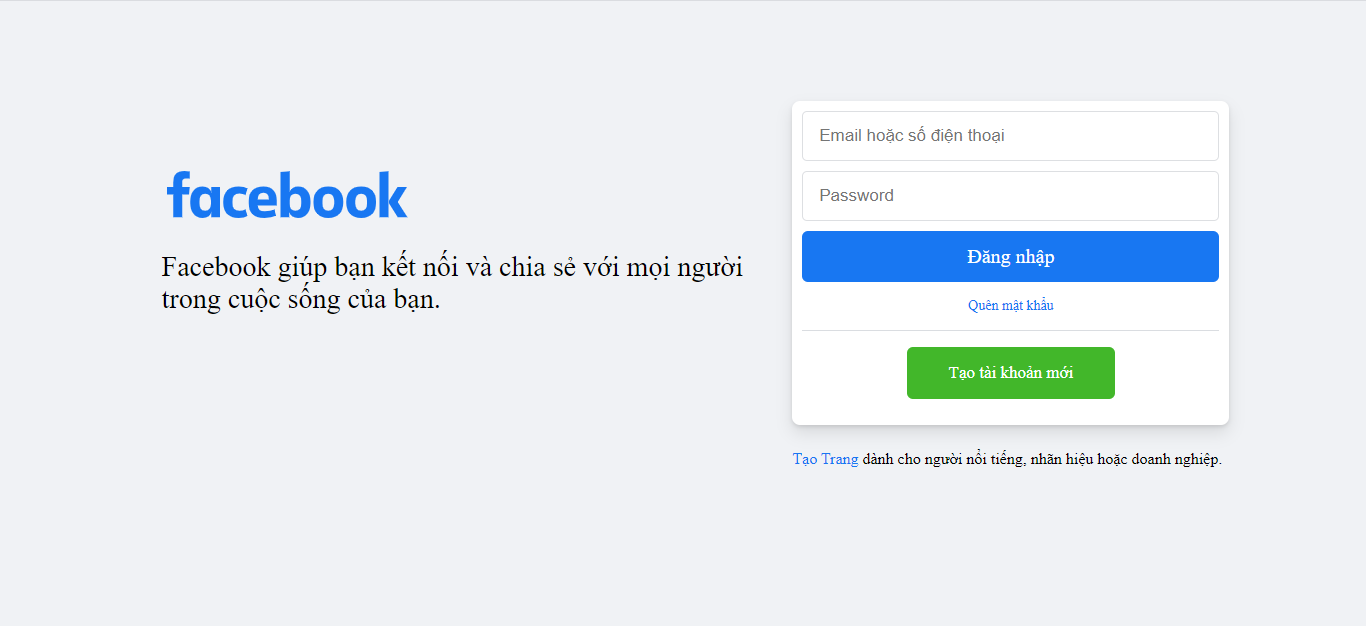 facebook
Facebook giúp bạn kết nối và chia sẻ với mọi người
trong cuộc sống của bạn.
Email hoặc số điện thoại
Password
Đăng nhập
Quên mật khẩu
Tạo tài khoản mới
Tạo Trang dành cho người nổi tiếng, nhãn hiệu hoặc doanh nghiệp.